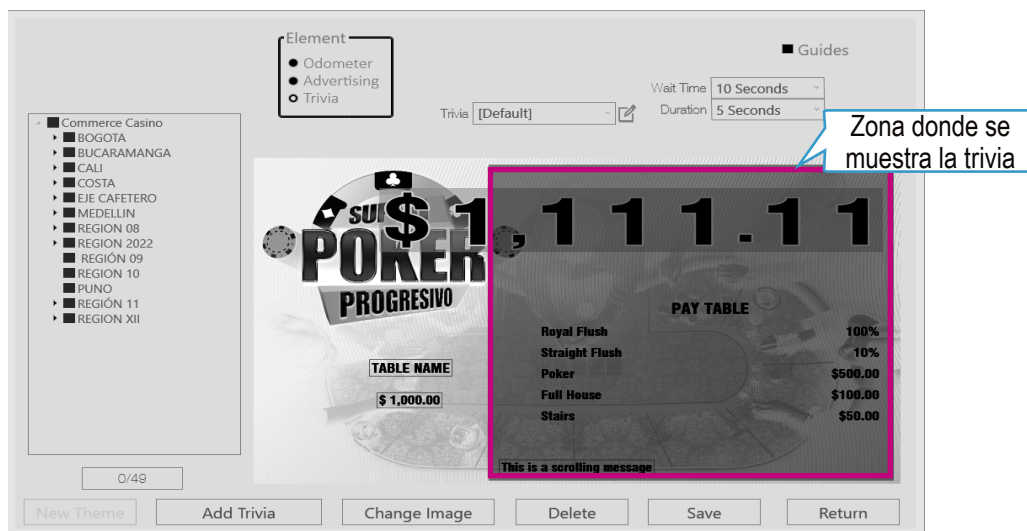 Element
Odometer
Advertising
Trivia
Guides
Wait Time 10 Seconds
Trivia [Default]
Duration 5 Seconds
Zona donde se
muestra la trivia
Commerce Casino
BOGOTA
BUCARAMANGA
CALI
COSTA
EJE CAFETERO
MEDELLIN
REGION 08
REGION 2022
REGIÓN 09
REGION 10
PUNO
REGIÓN 11
REGION XII
0/49
$1,111.11
POKER
PROGRESIVO
TABLE NAME
$ 1,000.00
PAY TABLE
Royal Flush 100%
Straight Flush 10%
Poker $500.00
Full House $100.00
Stairs $50.00
This is a scrolling message
New Theme Add Trivia Change Image Delete Save Return